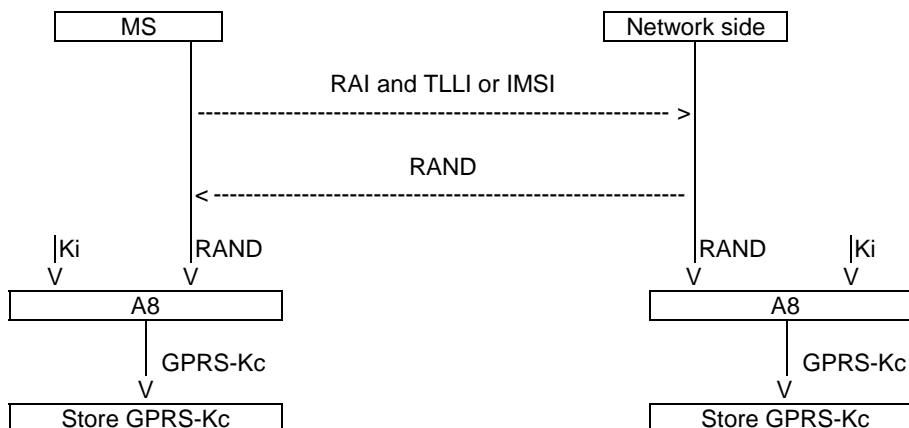 MS Network side
RAI and TLLI or IMSI
---------------------------------------------------------- >
RAND
< ----------------------------------------------------------
Ki RAND RAND Ki
V V V V
A8 A8
GPRS-Kc GPRS-Kc
V V
Store GPRS-Kc Store GPRS-Kc